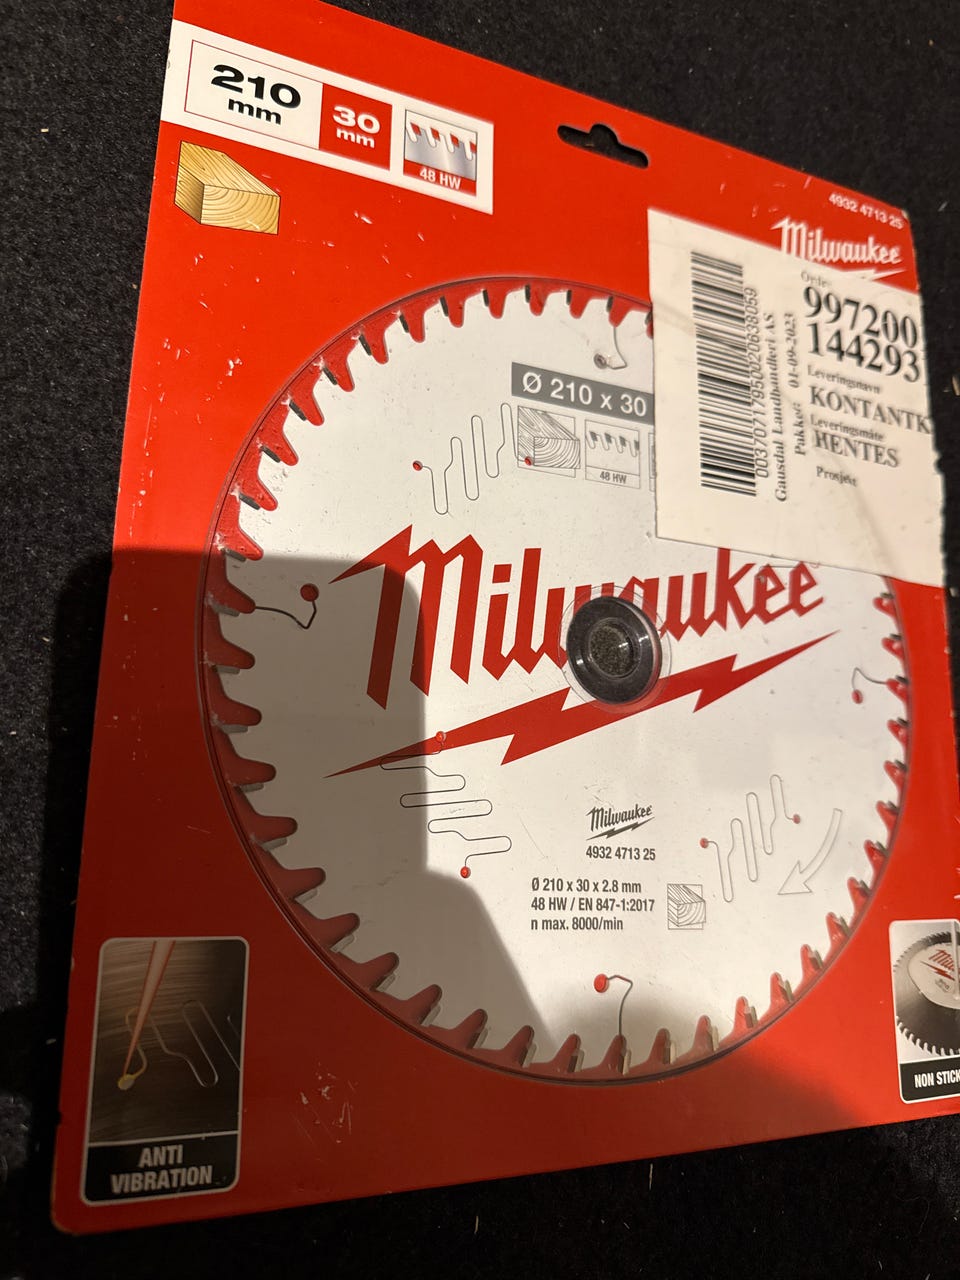 210
mm
30
mm
48 HW
4932 4713 25
Milwaukee
003707179500220638059
Gausdal Landhandleri AS
Pakket: 01-09-2023
Ordre
997200
144293
Leveringsnavn
KONTANTK
Leveringsmåte
HENTES
Prosjekt
Ø 210 x 30
48 HW
Milwaukee
Milwaukee
4932 4713 25
Ø 210 x 30 x 2.8 mm
48 HW / EN 847-1:2017
n max. 8000/min
ANTI
VIBRATION
NON STICK